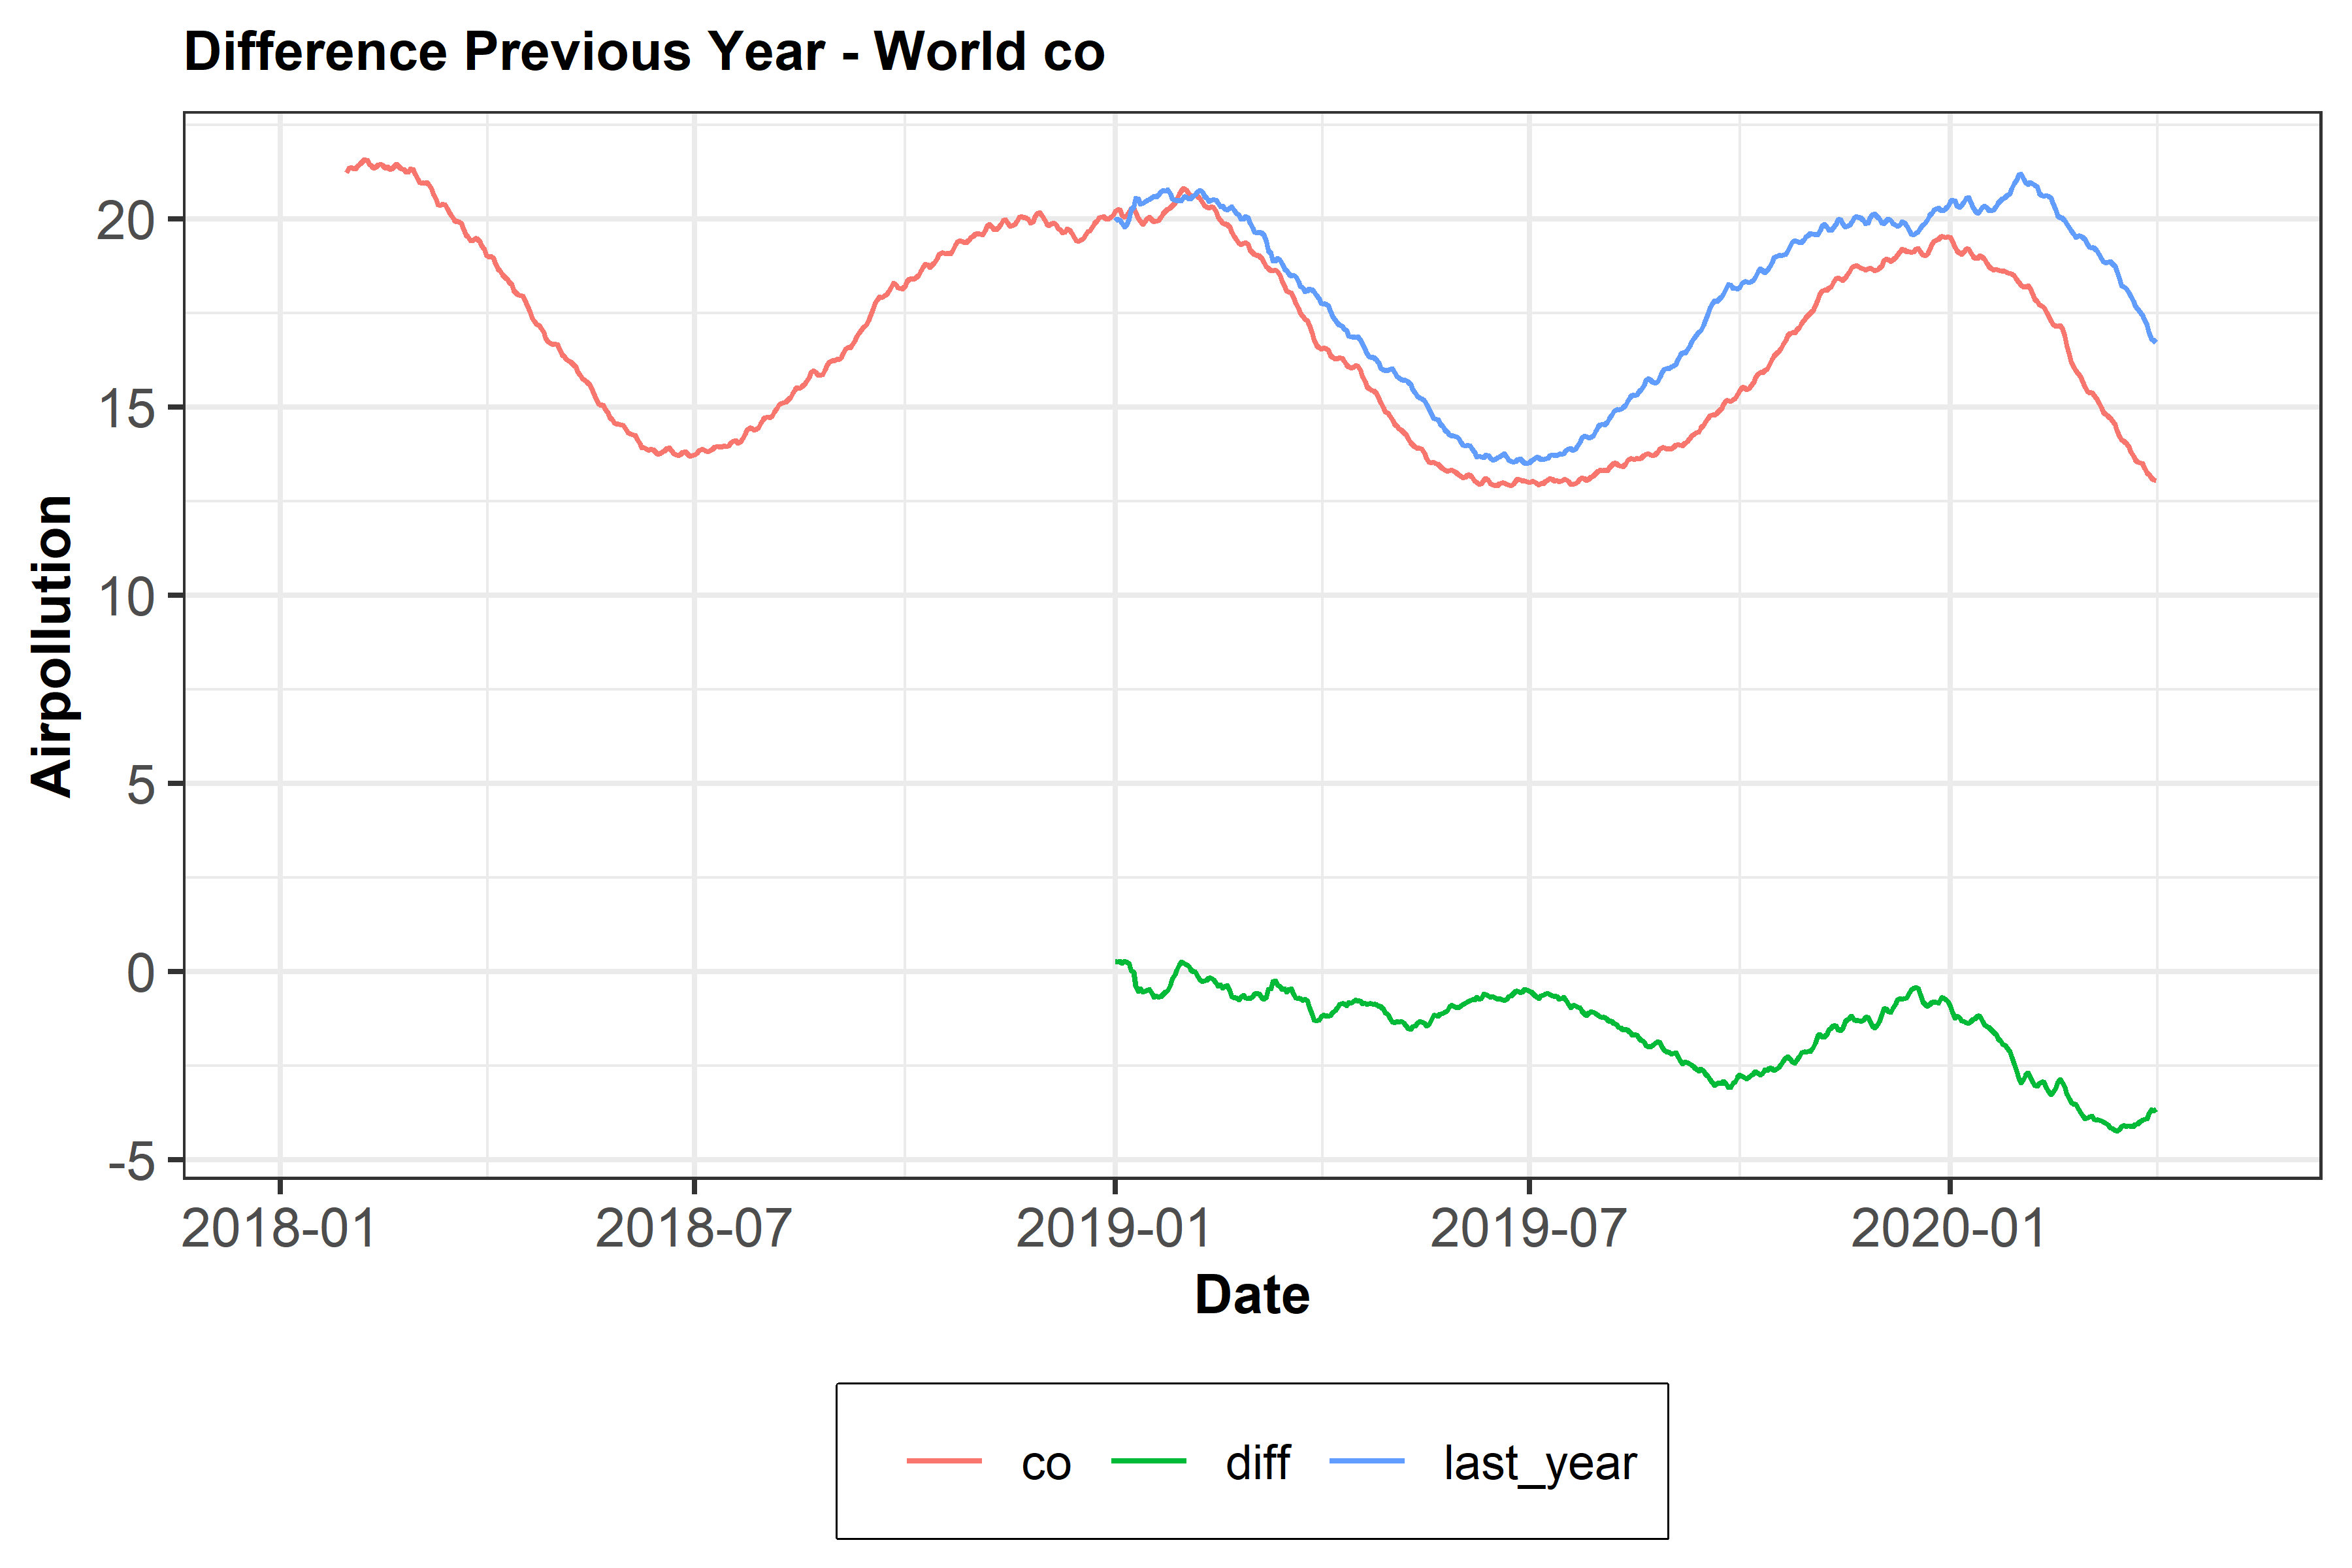 Difference Previous Year - World co
Airpollution
20
15
10
5
0
-5
2018-01 2018-07 2019-01 2019-07 2020-01
Date
co diff last_year